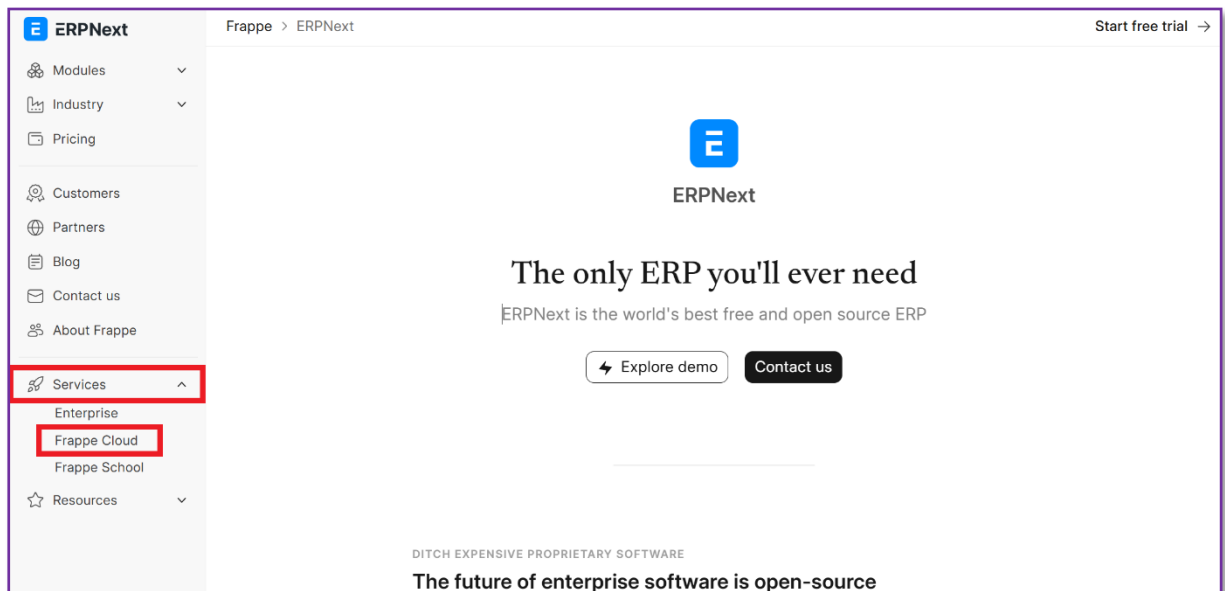 ERPNext
Frappe > ERPNext
Start free trial →
Modules
Industry
Pricing
Customers
Partners
Blog
Contact us
About Frappe
Services
Enterprise
Frappe Cloud
Frappe School
Resources
ERPNext
The only ERP you'll ever need
ERPNext is the world's best free and open source ERP
Explore demo
Contact us
DITCH EXPENSIVE PROPRIETARY SOFTWARE
The future of enterprise software is open-source